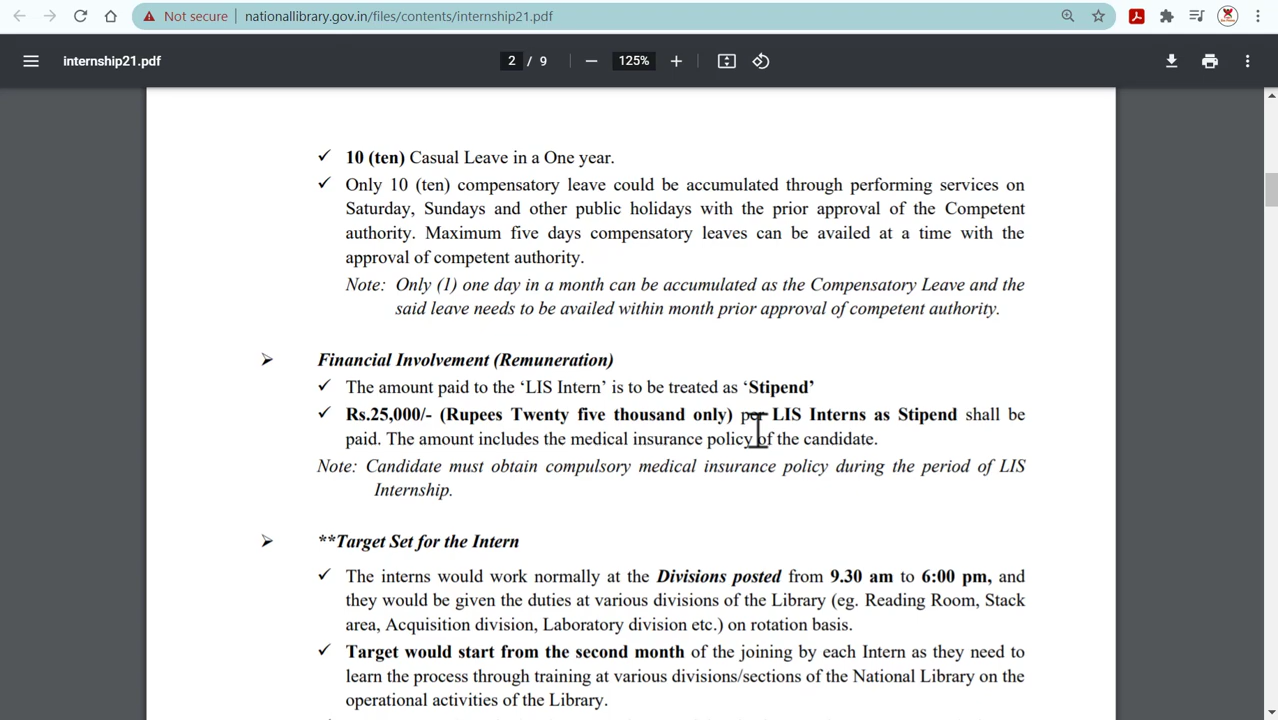 Not secure
nationallibrary.gov.in/files/contents/internship21.pdf
internship21.pdf
2 / 9
125%
✓ 10 (ten) Casual Leave in a One year.
✓ Only 10 (ten) compensatory leave could be accumulated through performing services on
Saturday, Sundays and other public holidays with the prior approval of the Competent
authority. Maximum five days compensatory leaves can be availed at a time with the
approval of competent authority.
Note: Only (1) one day in a month can be accumulated as the Compensatory Leave and the
said leave needs to be availed within month prior approval of competent authority.
➢ Financial Involvement (Remuneration)
✓ The amount paid to the ‘LIS Intern’ is to be treated as ‘Stipend’
✓ Rs.25,000/- (Rupees Twenty five thousand only) per LIS Interns as Stipend shall be
paid. The amount includes the medical insurance policy of the candidate.
Note: Candidate must obtain compulsory medical insurance policy during the period of LIS
Internship.
➢ **Target Set for the Intern
✓ The interns would work normally at the Divisions posted from 9.30 am to 6:00 pm, and
they would be given the duties at various divisions of the Library (eg. Reading Room, Stack
area, Acquisition division, Laboratory division etc.) on rotation basis.
✓ Target would start from the second month of the joining by each Intern as they need to
learn the process through training at various divisions/sections of the National Library on the
operational activities of the Library.